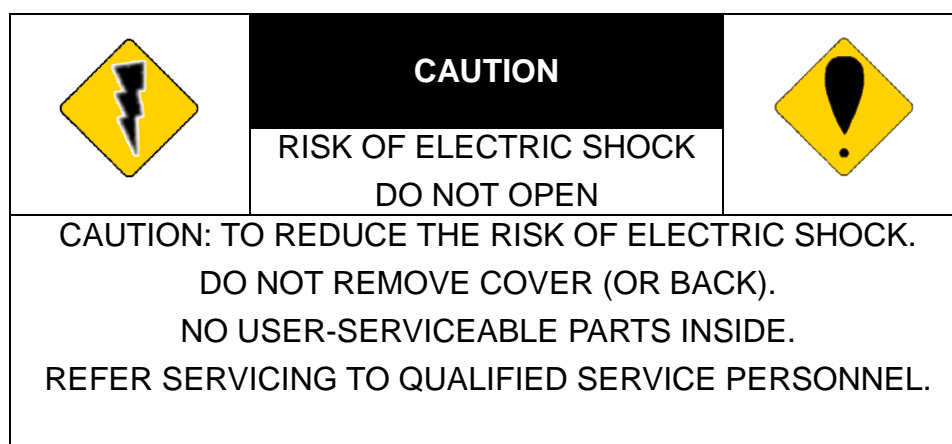 CAUTION
RISK OF ELECTRIC SHOCK
DO NOT OPEN
CAUTION: TO REDUCE THE RISK OF ELECTRIC SHOCK.
DO NOT REMOVE COVER (OR BACK).
NO USER-SERVICEABLE PARTS INSIDE.
REFER SERVICING TO QUALIFIED SERVICE PERSONNEL.